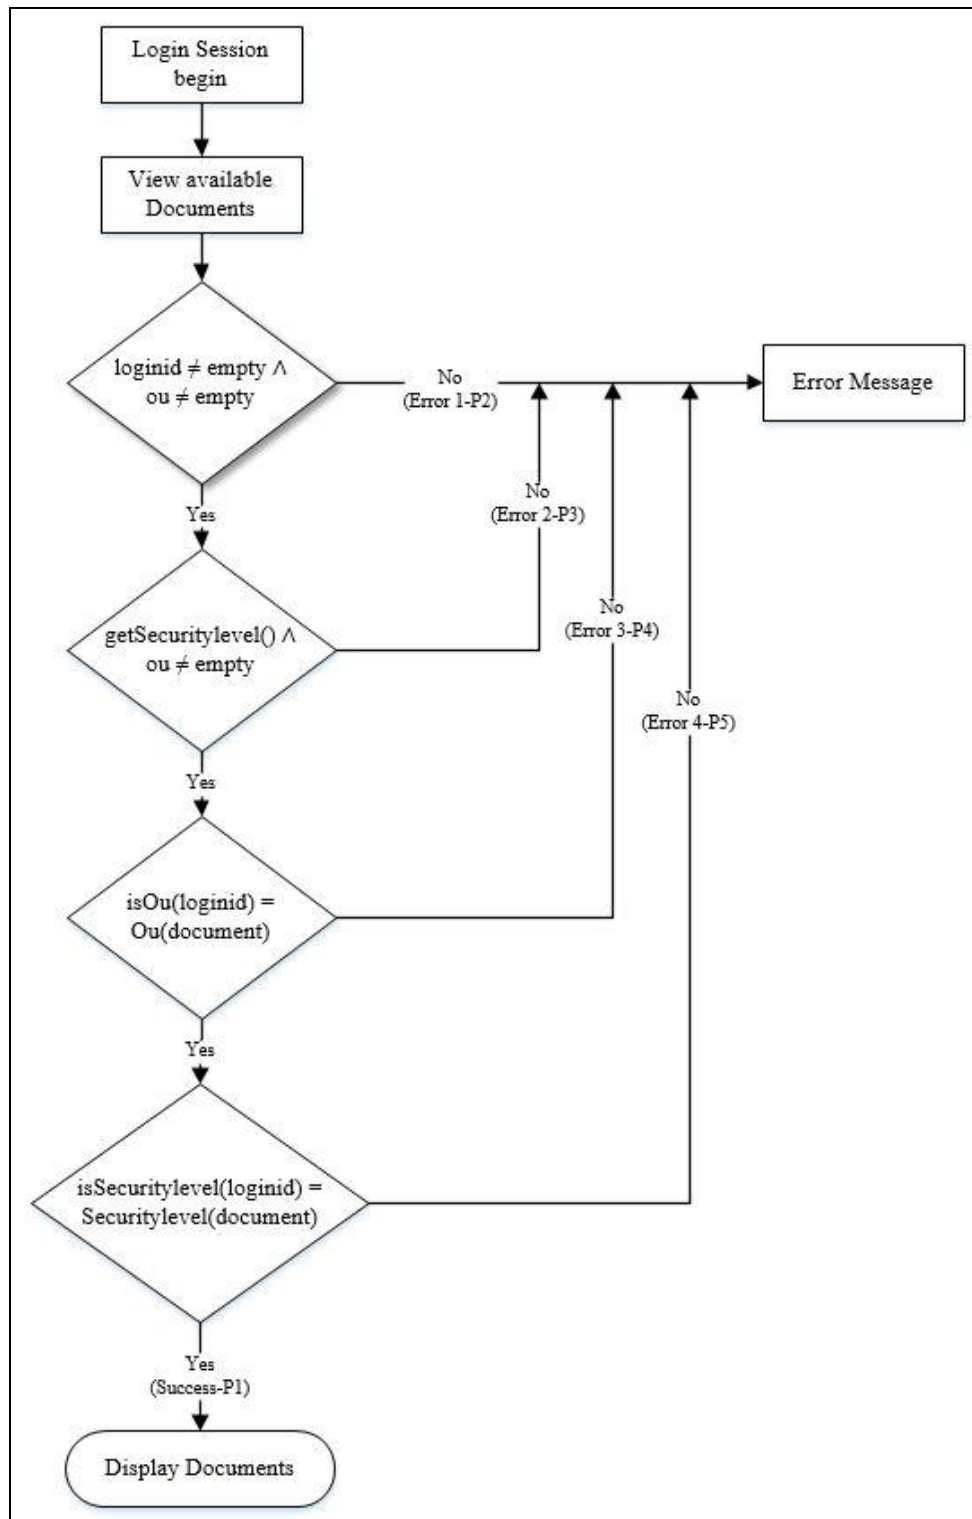 Login Session
begin
View available
Documents
loginid ≠ empty ∧
ou ≠ empty
No
(Error 1-P2)
Error Message
Yes
No
(Error 2-P3)
getSecuritylevel() ∧
ou ≠ empty
No
(Error 3-P4)
No
(Error 4-P5)
Yes
isOu(loginid) =
Ou(document)
Yes
isSecuritylevel(loginid) =
Securitylevel(document)
Yes
(Success-P1)
Display Documents